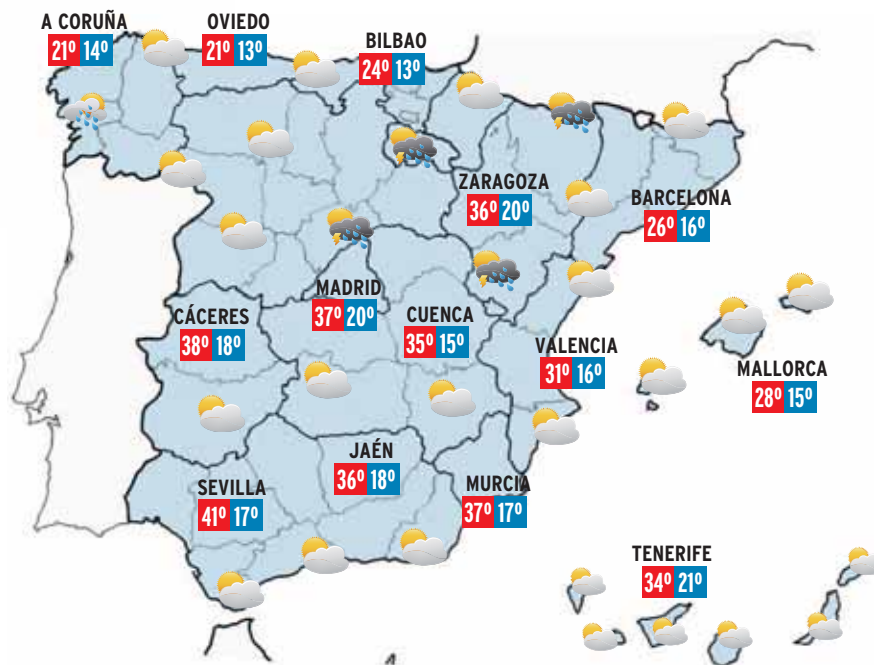 A CORUÑA
21º 14º
OVIEDO
21º 13º
BILBAO
24º 13º
ZARAGOZA
36º 20º
BARCELONA
26º 16º
MADRID
37º 20º
CÁCERES
38º 18º
CUENCA
35º 15º
VALENCIA
31º 16º
MALLORCA
28º 15º
JAÉN
36º 18º
SEVILLA
41º 17º
MURCIA
37º 17º
TENERIFE
34º 21º